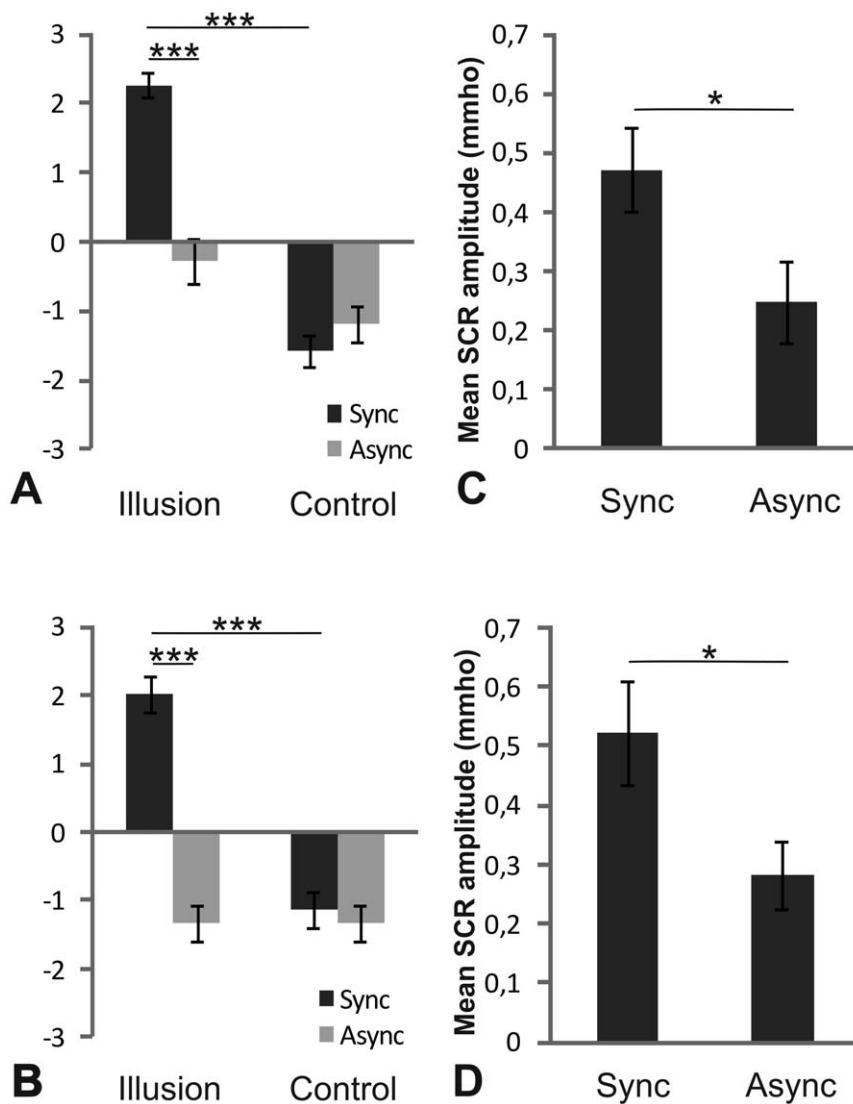 ***
***
3
2
1
0
-1
-2
-3
Sync
Async
A
Illusion
Control
Mean SCR amplitude (mmho)
0,7
0,6
0,5
0,4
0,3
0,2
0,1
0
*
C
Sync
Async
***
***
3
2
1
0
-1
-2
-3
Sync
Async
B
Illusion
Control
Mean SCR amplitude (mmho)
0,7
0,6
0,5
0,4
0,3
0,2
0,1
0
*
D
Sync
Async